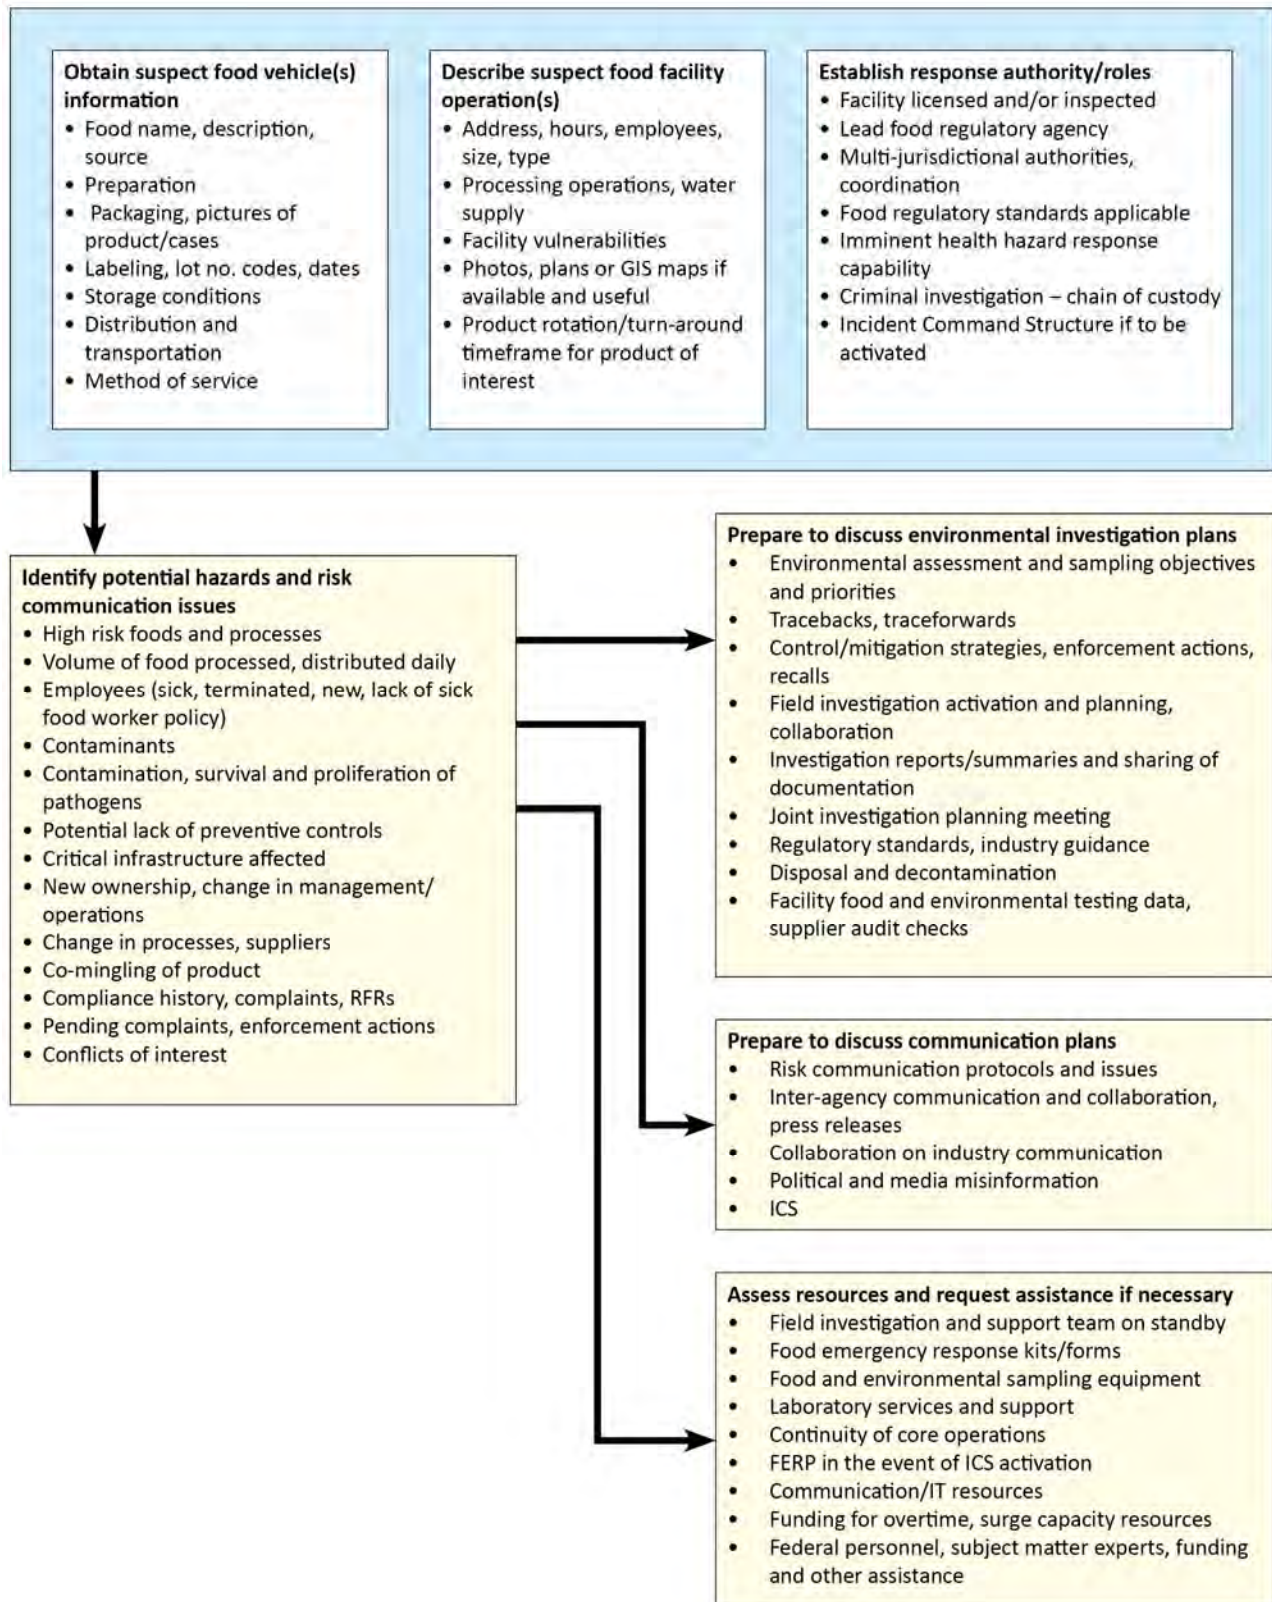 Obtain suspect food vehicle(s)
information
• Food name, description,
source
• Preparation
• Packaging, pictures of
product/cases
• Labeling, lot no. codes, dates
• Storage conditions
• Distribution and
transportation
• Method of service
Describe suspect food facility
operation(s)
• Address, hours, employees,
size, type
• Processing operations, water
supply
• Facility vulnerabilities
• Photos, plans or GIS maps if
available and useful
• Product rotation/turn-around
timeframe for product of
interest
Establish response authority/roles
• Facility licensed and/or inspected
• Lead food regulatory agency
• Multi-jurisdictional authorities,
coordination
• Food regulatory standards applicable
• Imminent health hazard response
capability
• Criminal investigation – chain of custody
• Incident Command Structure if to be
activated
Identify potential hazards and risk
communication issues
• High risk foods and processes
• Volume of food processed, distributed daily
• Employees (sick, terminated, new, lack of sick
food worker policy)
• Contaminants
• Contamination, survival and proliferation of
pathogens
• Potential lack of preventive controls
• Critical infrastructure affected
• New ownership, change in management/
operations
• Change in processes, suppliers
• Co-mingling of product
• Compliance history, complaints, RFRs
• Pending complaints, enforcement actions
• Conflicts of interest
Prepare to discuss environmental investigation plans
• Environmental assessment and sampling objectives
and priorities
• Tracebacks, traceforwards
• Control/mitigation strategies, enforcement actions,
recalls
• Field investigation activation and planning,
collaboration
• Investigation reports/summaries and sharing of
documentation
• Joint investigation planning meeting
• Regulatory standards, industry guidance
• Disposal and decontamination
• Facility food and environmental testing data,
supplier audit checks
Prepare to discuss communication plans
• Risk communication protocols and issues
• Inter-agency communication and collaboration,
press releases
• Collaboration on industry communication
• Political and media misinformation
• ICS
Assess resources and request assistance if necessary
• Field investigation and support team on standby
• Food emergency response kits/forms
• Food and environmental sampling equipment
• Laboratory services and support
• Continuity of core operations
• FERP in the event of ICS activation
• Communication/IT resources
• Funding for overtime, surge capacity resources
• Federal personnel, subject matter experts, funding
and other assistance